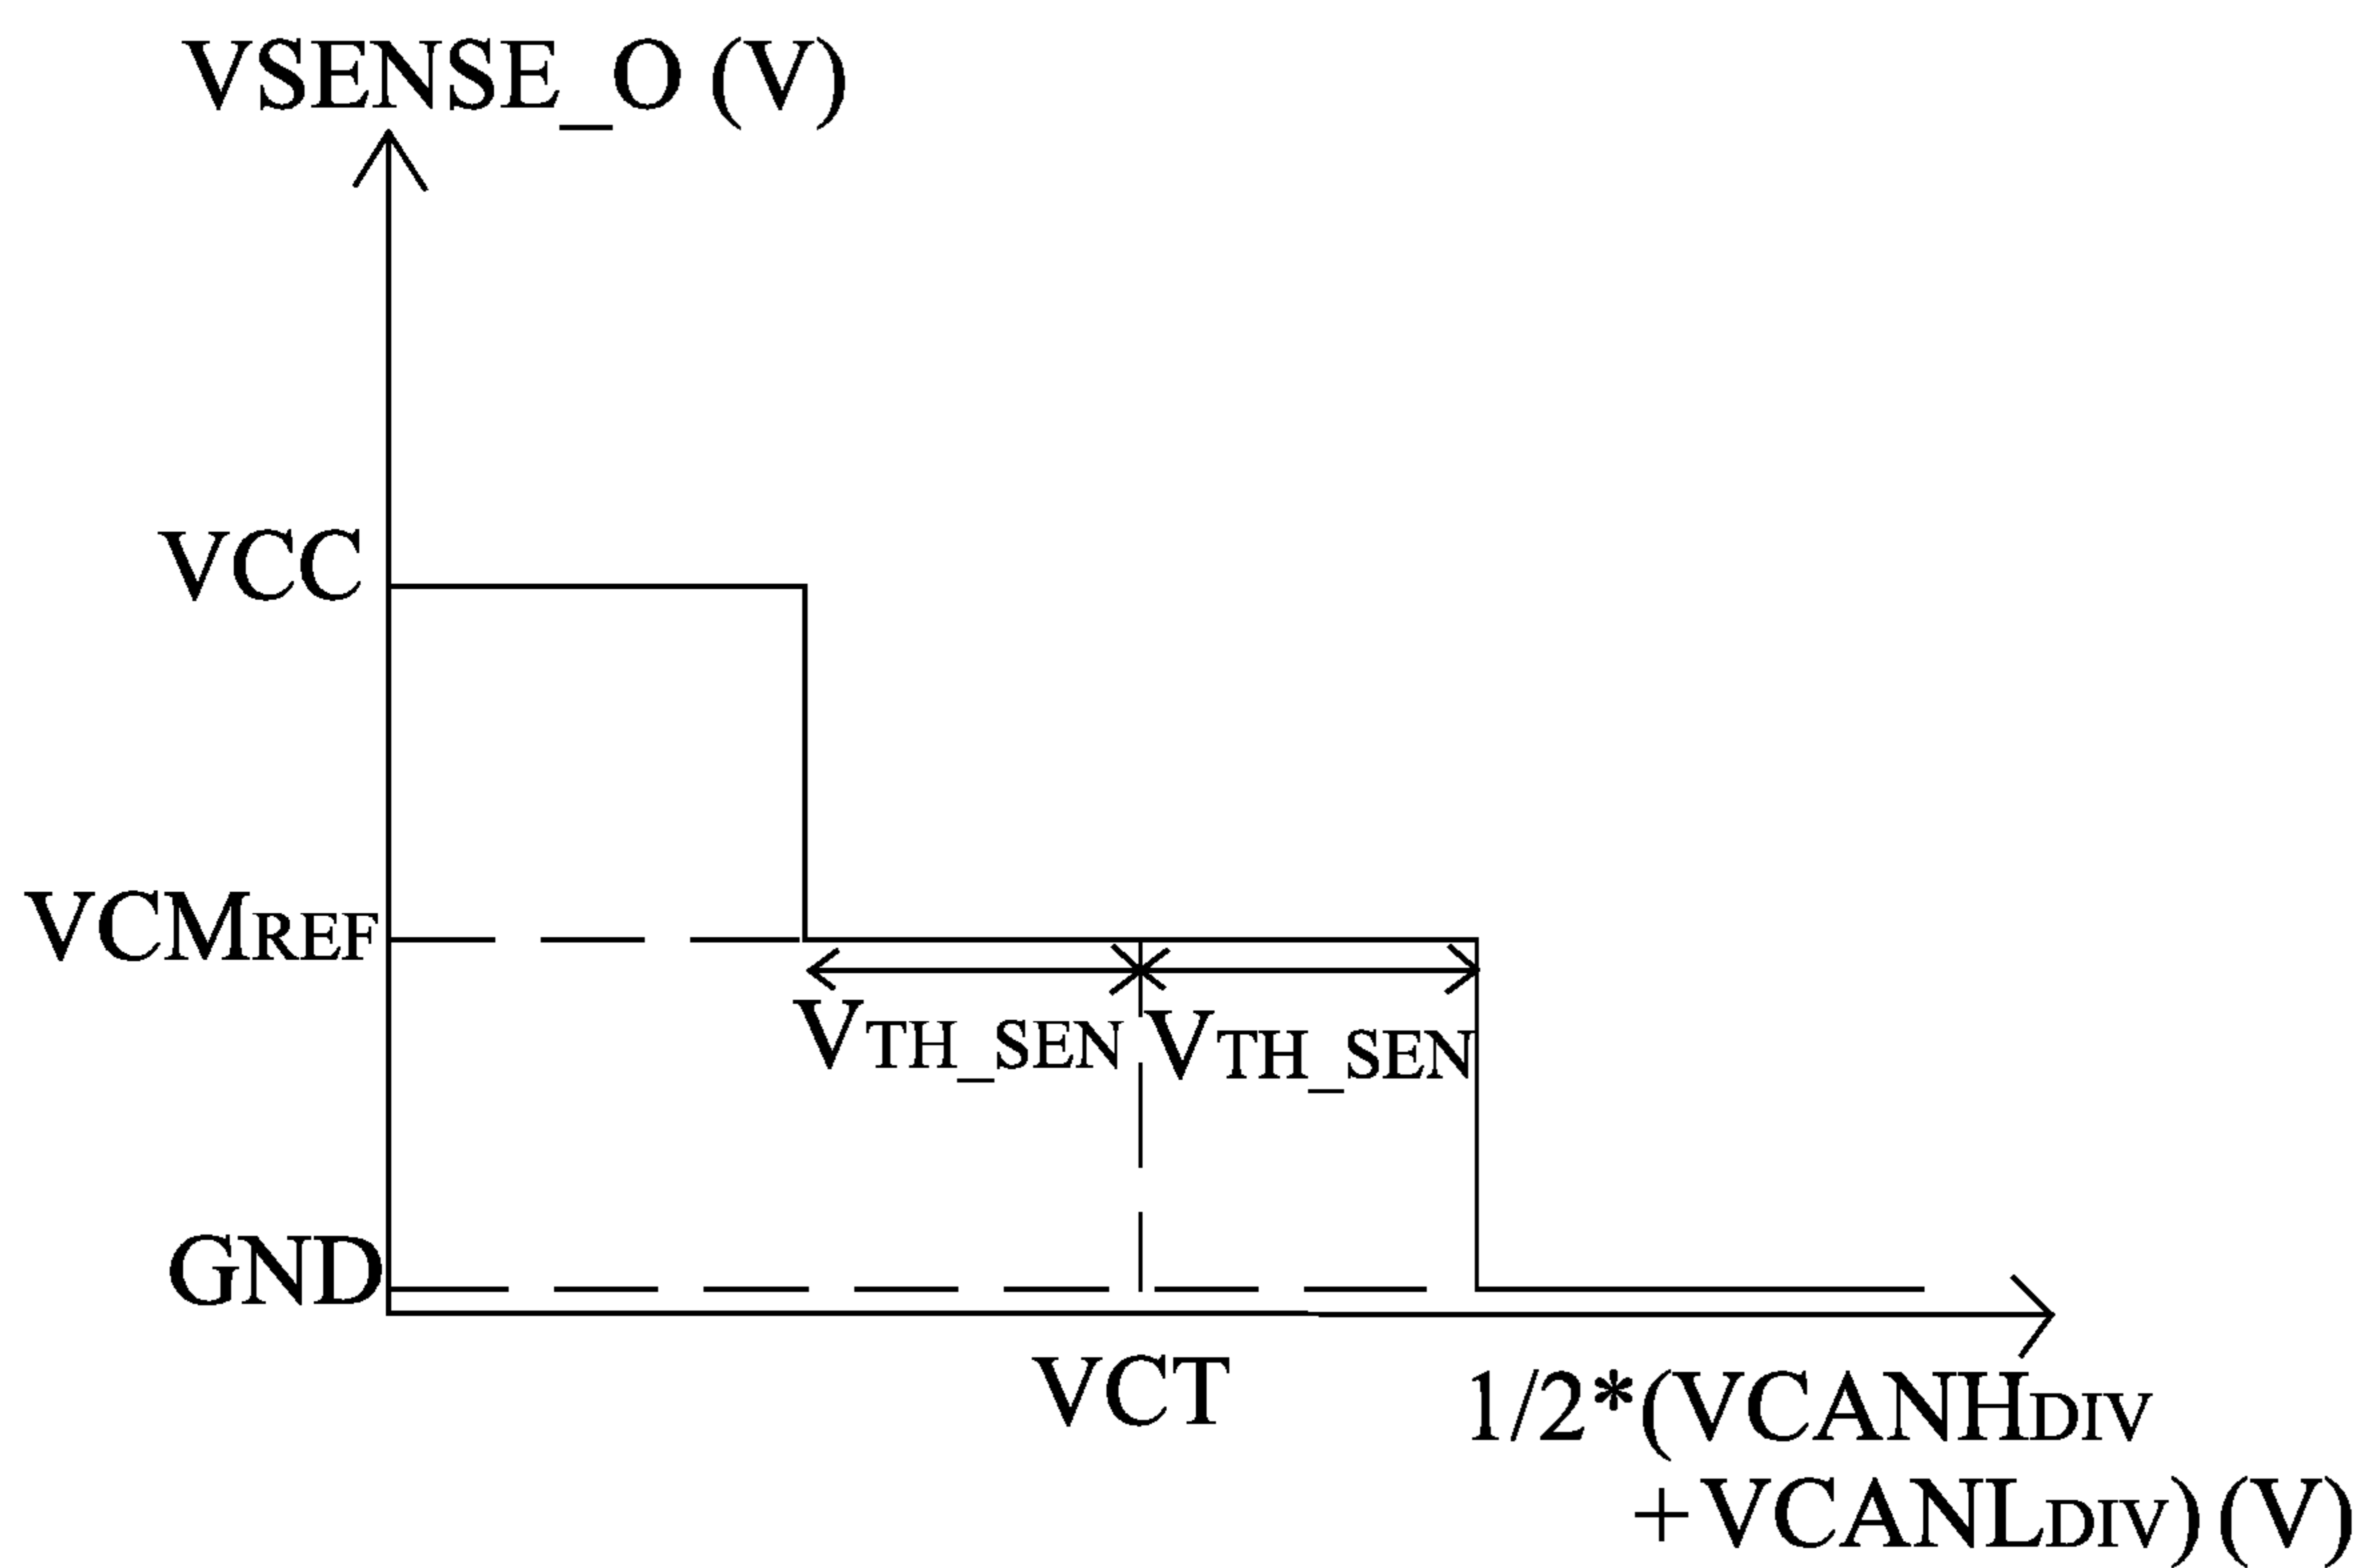 VSENSE_O (V)
VCC
VCMREF
VTH_SEN VTH_SEN
GND
VCT
1/2*(VCANHDIV
+VCANLDIV)(V)